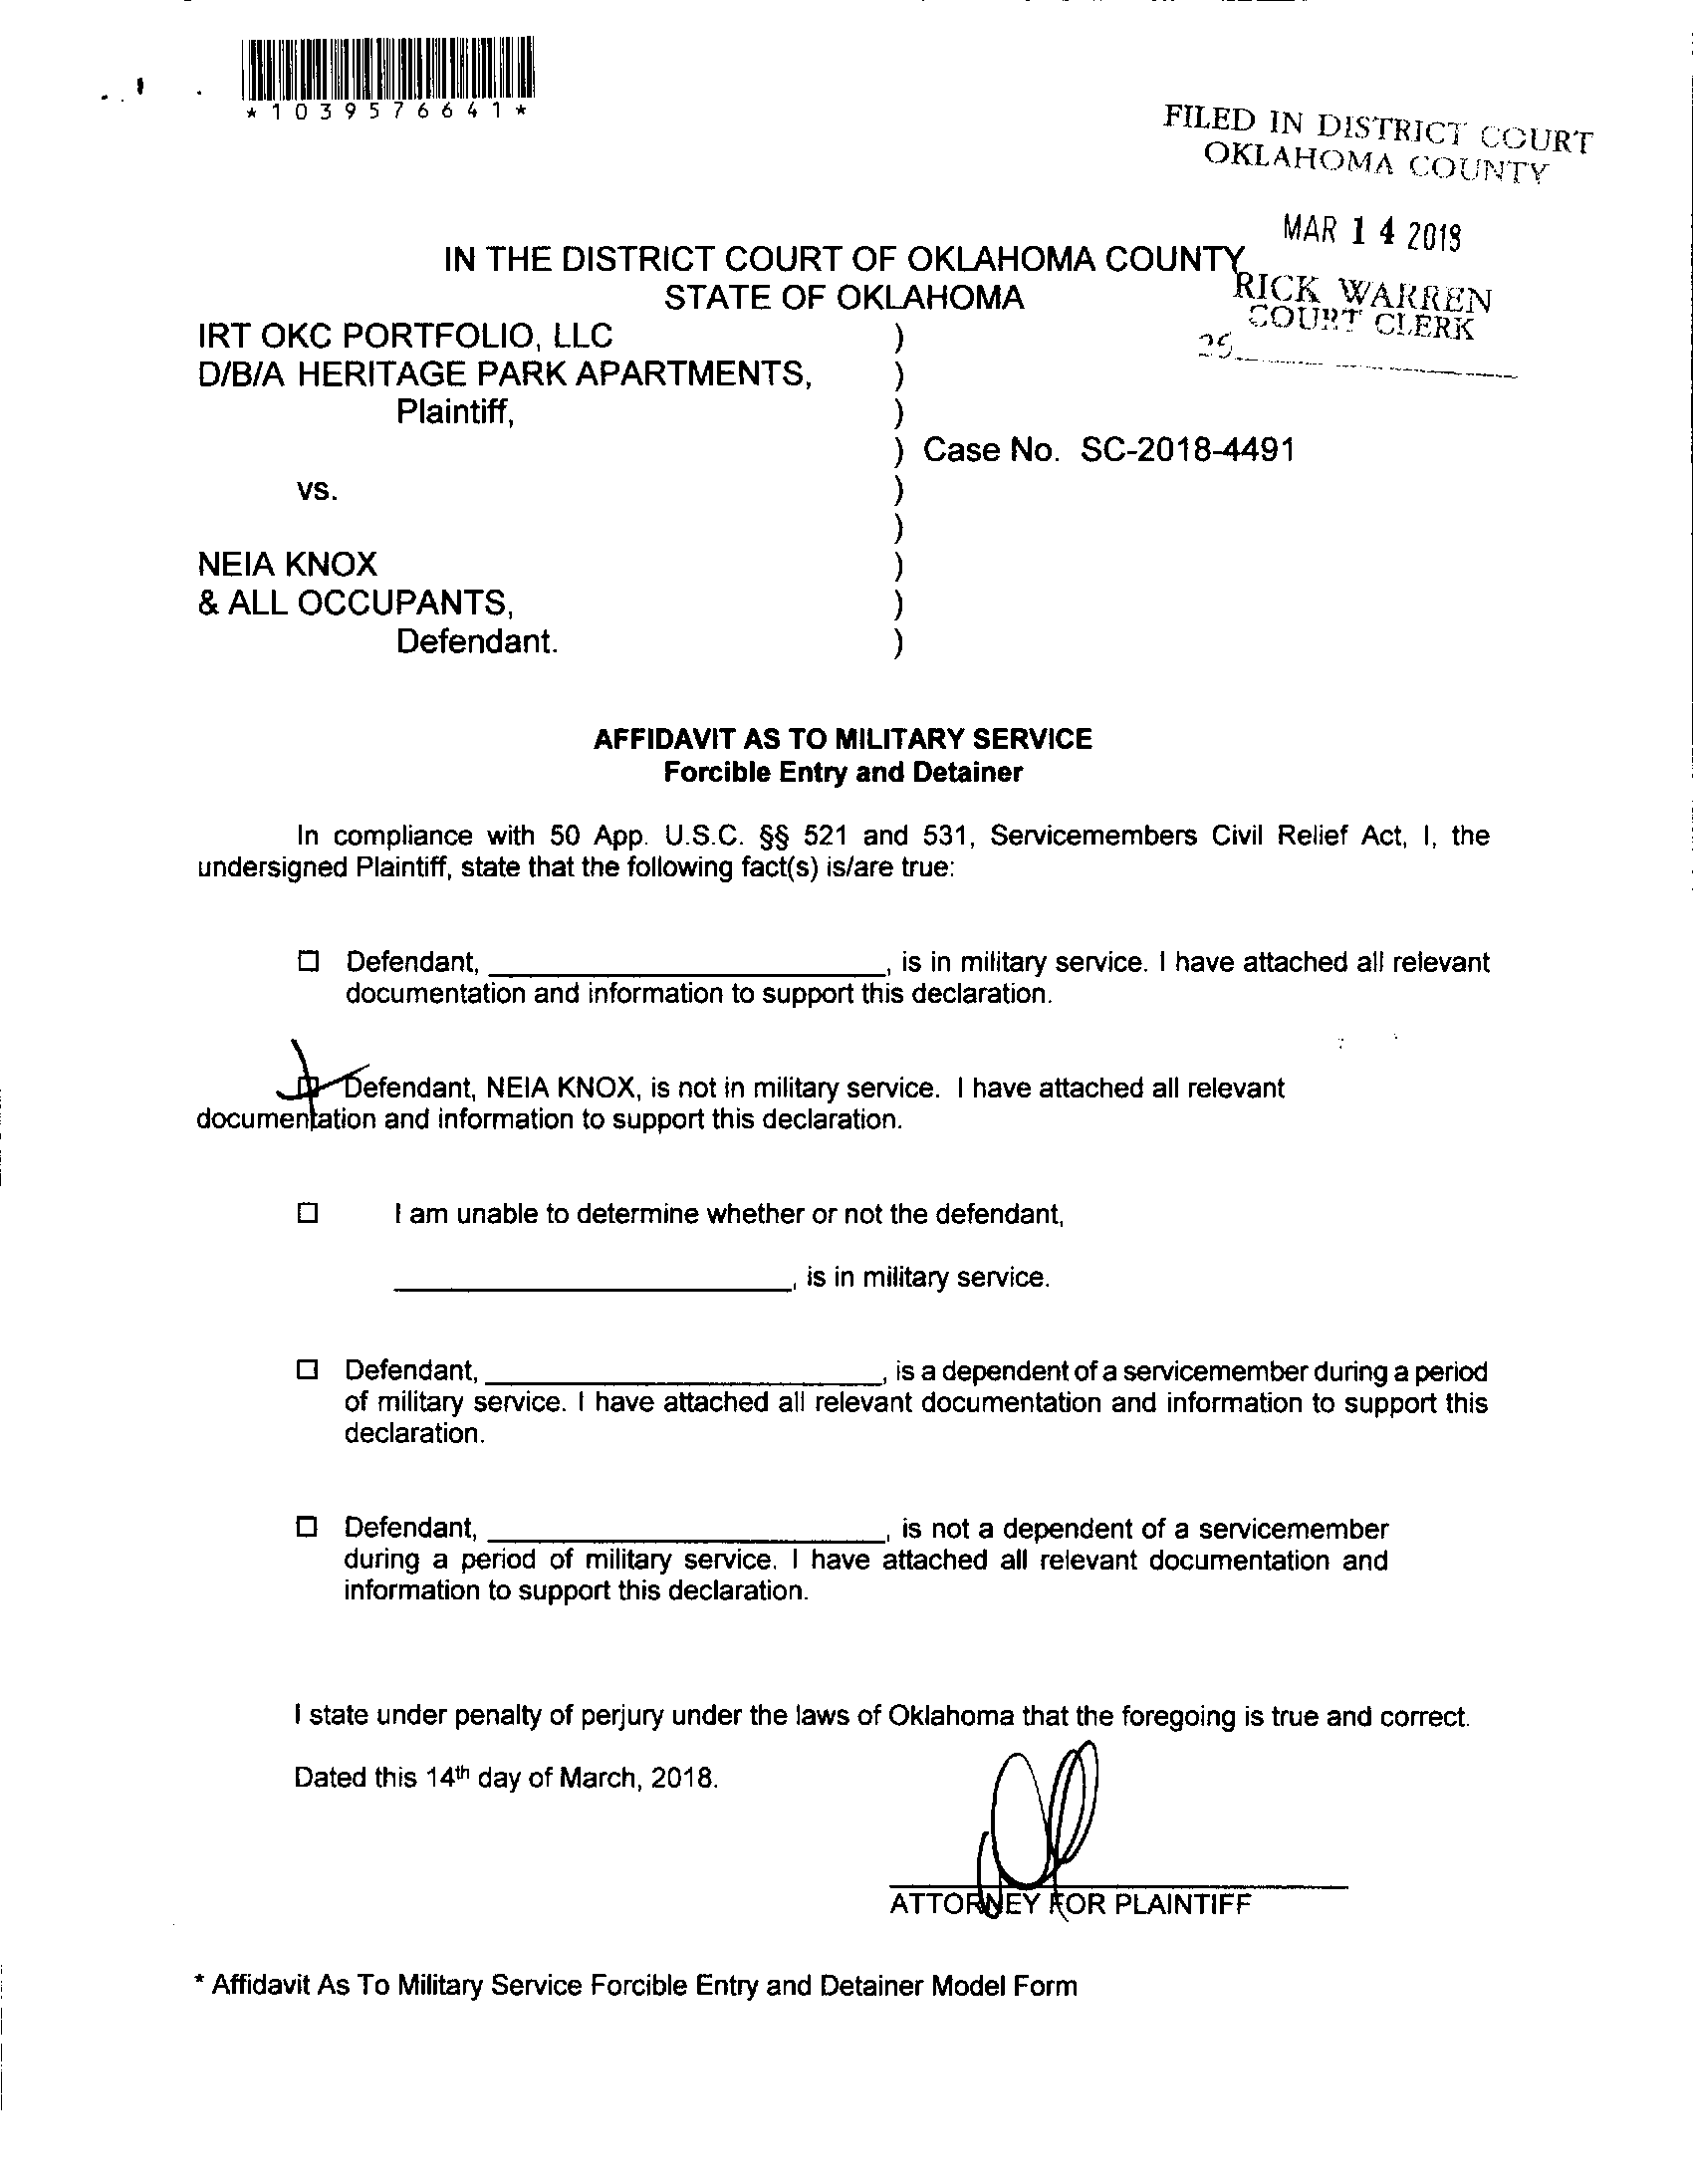 *1039576641*
FILED IN DISTRICT COURT
OKLAHOMA COUNTY
MAR 14 2018
RICK WARREN
COURT CLERK
IN THE DISTRICT COURT OF OKLAHOMA COUNTY
STATE OF OKLAHOMA
IRT OKC PORTFOLIO, LLC )
D/B/A HERITAGE PARK APARTMENTS, )
Plaintiff, )
) Case No. SC-2018-4491
vs. )
)
NEIA KNOX )
& ALL OCCUPANTS, )
Defendant. )
AFFIDAVIT AS TO MILITARY SERVICE
Forcible Entry and Detainer
In compliance with 50 App. U.S.C. §§ 521 and 531, Servicemembers Civil Relief Act, I, the
undersigned Plaintiff, state that the following fact(s) is/are true:
☐ Defendant, ____________________, is in military service. I have attached all relevant
documentation and information to support this declaration.
Defendant, NEIA KNOX, is not in military service. I have attached all relevant
documentation and information to support this declaration.
☐ I am unable to determine whether or not the defendant,
____________________, is in military service.
☐ Defendant, ____________________, is a dependent of a servicemember during a period
of military service. I have attached all relevant documentation and information to support this
declaration.
☐ Defendant, ____________________, is not a dependent of a servicemember
during a period of military service. I have attached all relevant documentation and
information to support this declaration.
I state under penalty of perjury under the laws of Oklahoma that the foregoing is true and correct.
Dated this 14th day of March, 2018.
ATTORNEY FOR PLAINTIFF
* Affidavit As To Military Service Forcible Entry and Detainer Model Form